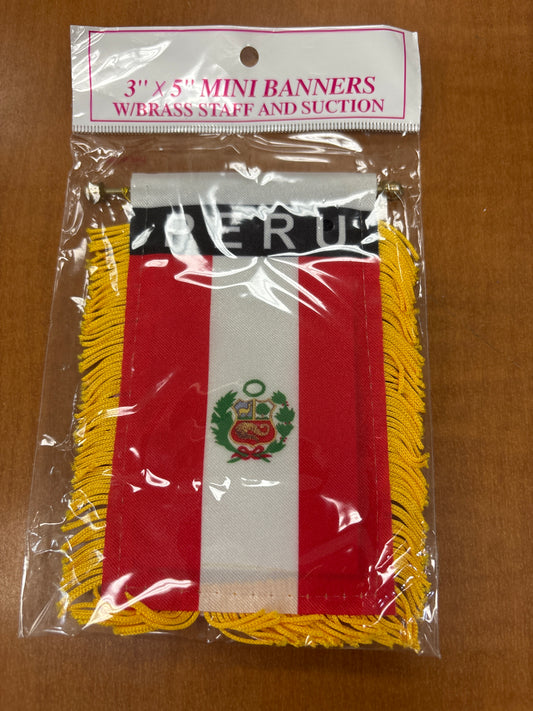 3" X 5" MINI BANNERS
W/BRASS STAFF AND SUCTION
PERU